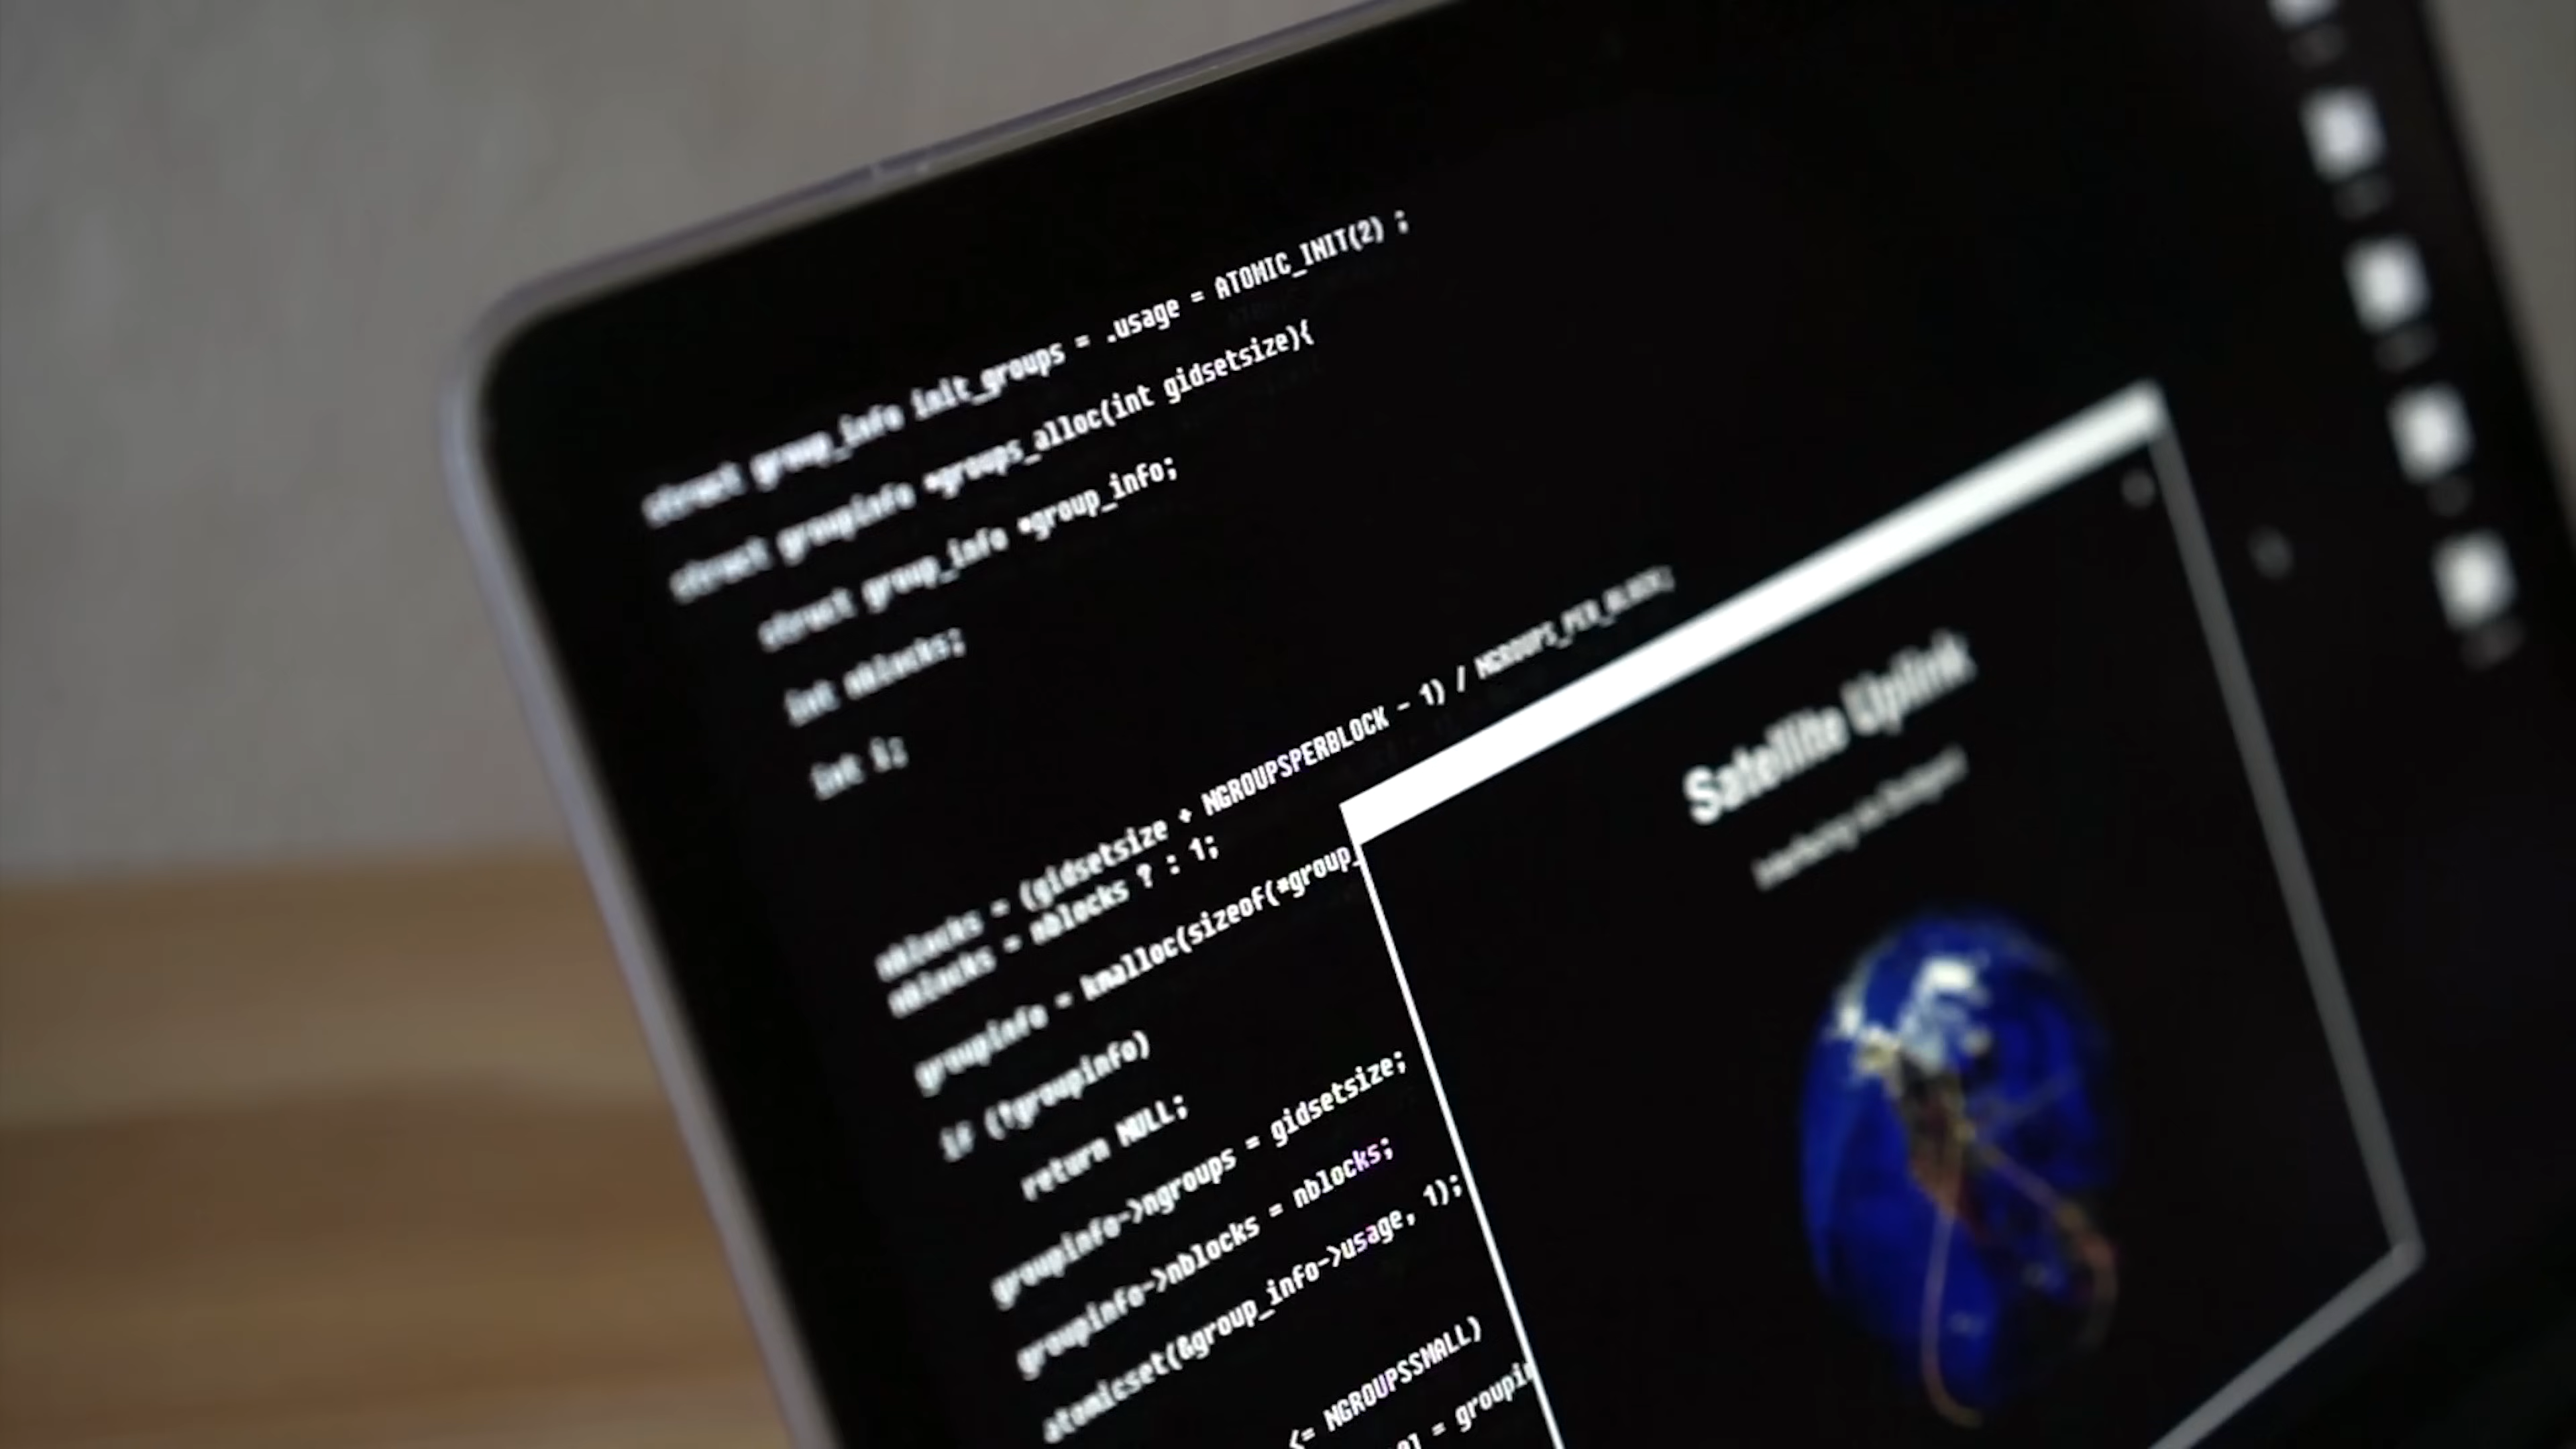 struct group_info init_groups = .usage = ATOMIC_INIT(2) ;
struct groupinfo *groups_alloc(int gidsetsize){
struct group_info *group_info;
int nblocks;
int i;
nblocks = (gidsetsize + NGROUPSPERBLOCK - 1) / NGROUPS_PER_BLOCK;
nblocks = nblocks ? : 1;
groupinfo = kmalloc(sizeof(*group_
if (!groupinfo)
return NULL;
groupinfo->ngroups = gidsetsize;
groupinfo->nblocks = nblocks;
atomicset(&group_info->usage, 1);
<= NGROUPSSMALL)
= groupin
Satellite Uplink